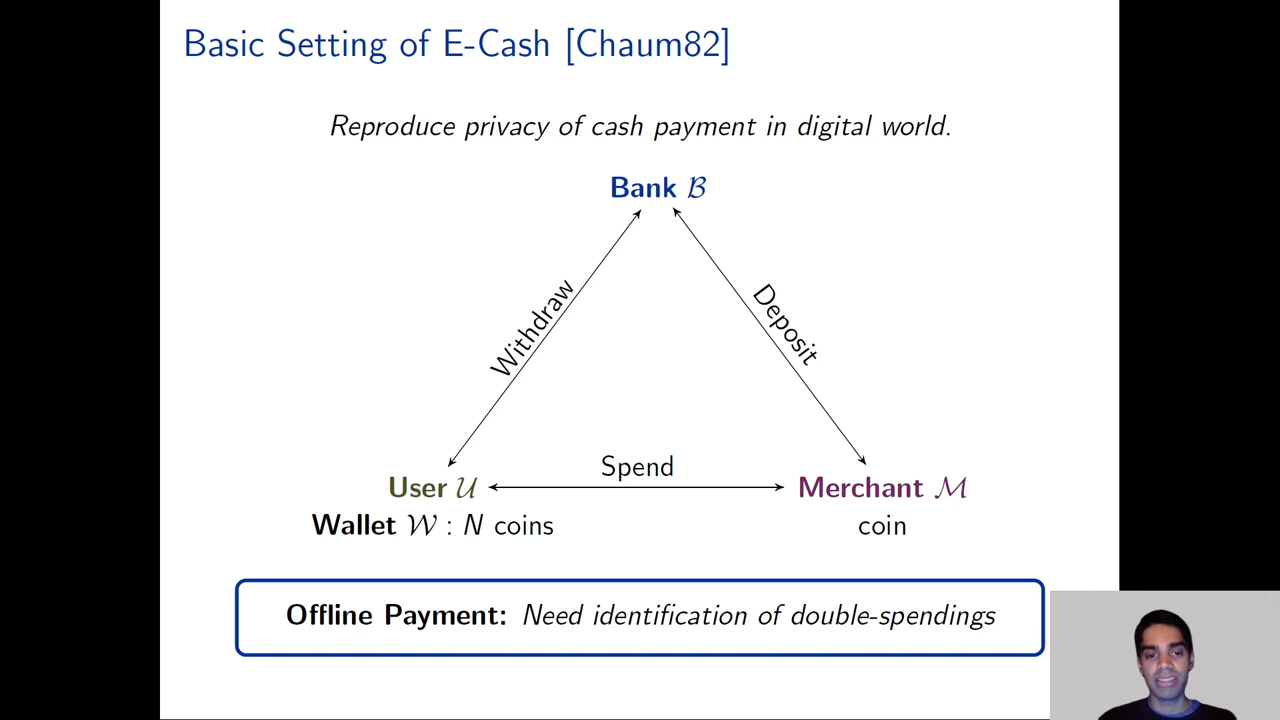 Basic Setting of E-Cash [Chaum82]
Reproduce privacy of cash payment in digital world.
Bank ℬ
Withdraw
Deposit
Spend
User 𝒰
Merchant ℳ
Wallet 𝒲 : N coins
coin
Offline Payment: Need identification of double-spendings